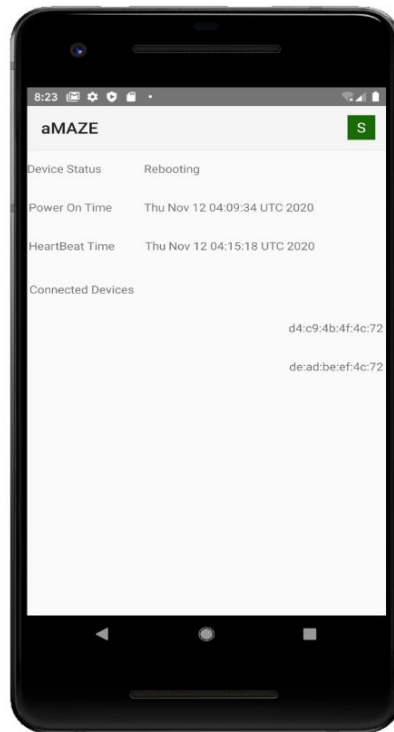 8:23
aMAZE S
Device Status Rebooting
Power On Time Thu Nov 12 04:09:34 UTC 2020
HeartBeat Time Thu Nov 12 04:15:18 UTC 2020
Connected Devices
d4:c9:4b:4f:4c:72
de:ad:be:ef:4c:72